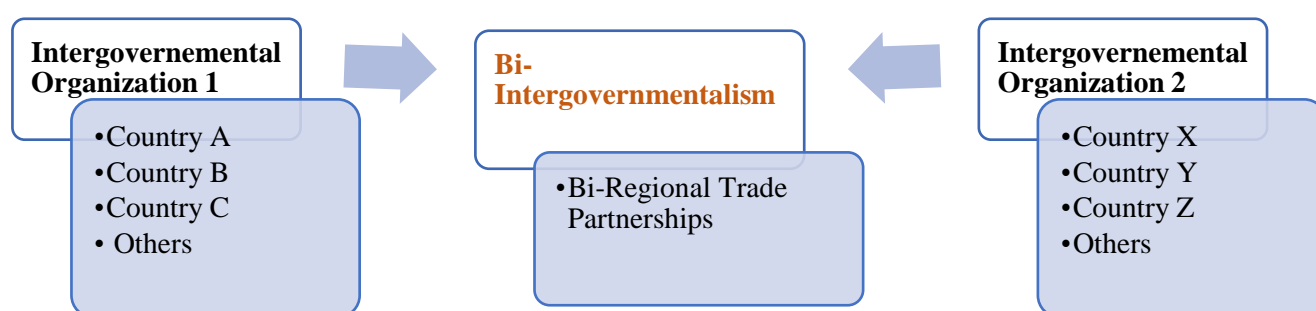 Intergovernemental
Organization 1
•Country A
•Country B
•Country C
• Others
Bi-
Intergovernmentalism
•Bi-Regional Trade
Partnerships
Intergovernemental
Organization 2
•Country X
•Country Y
•Country Z
•Others